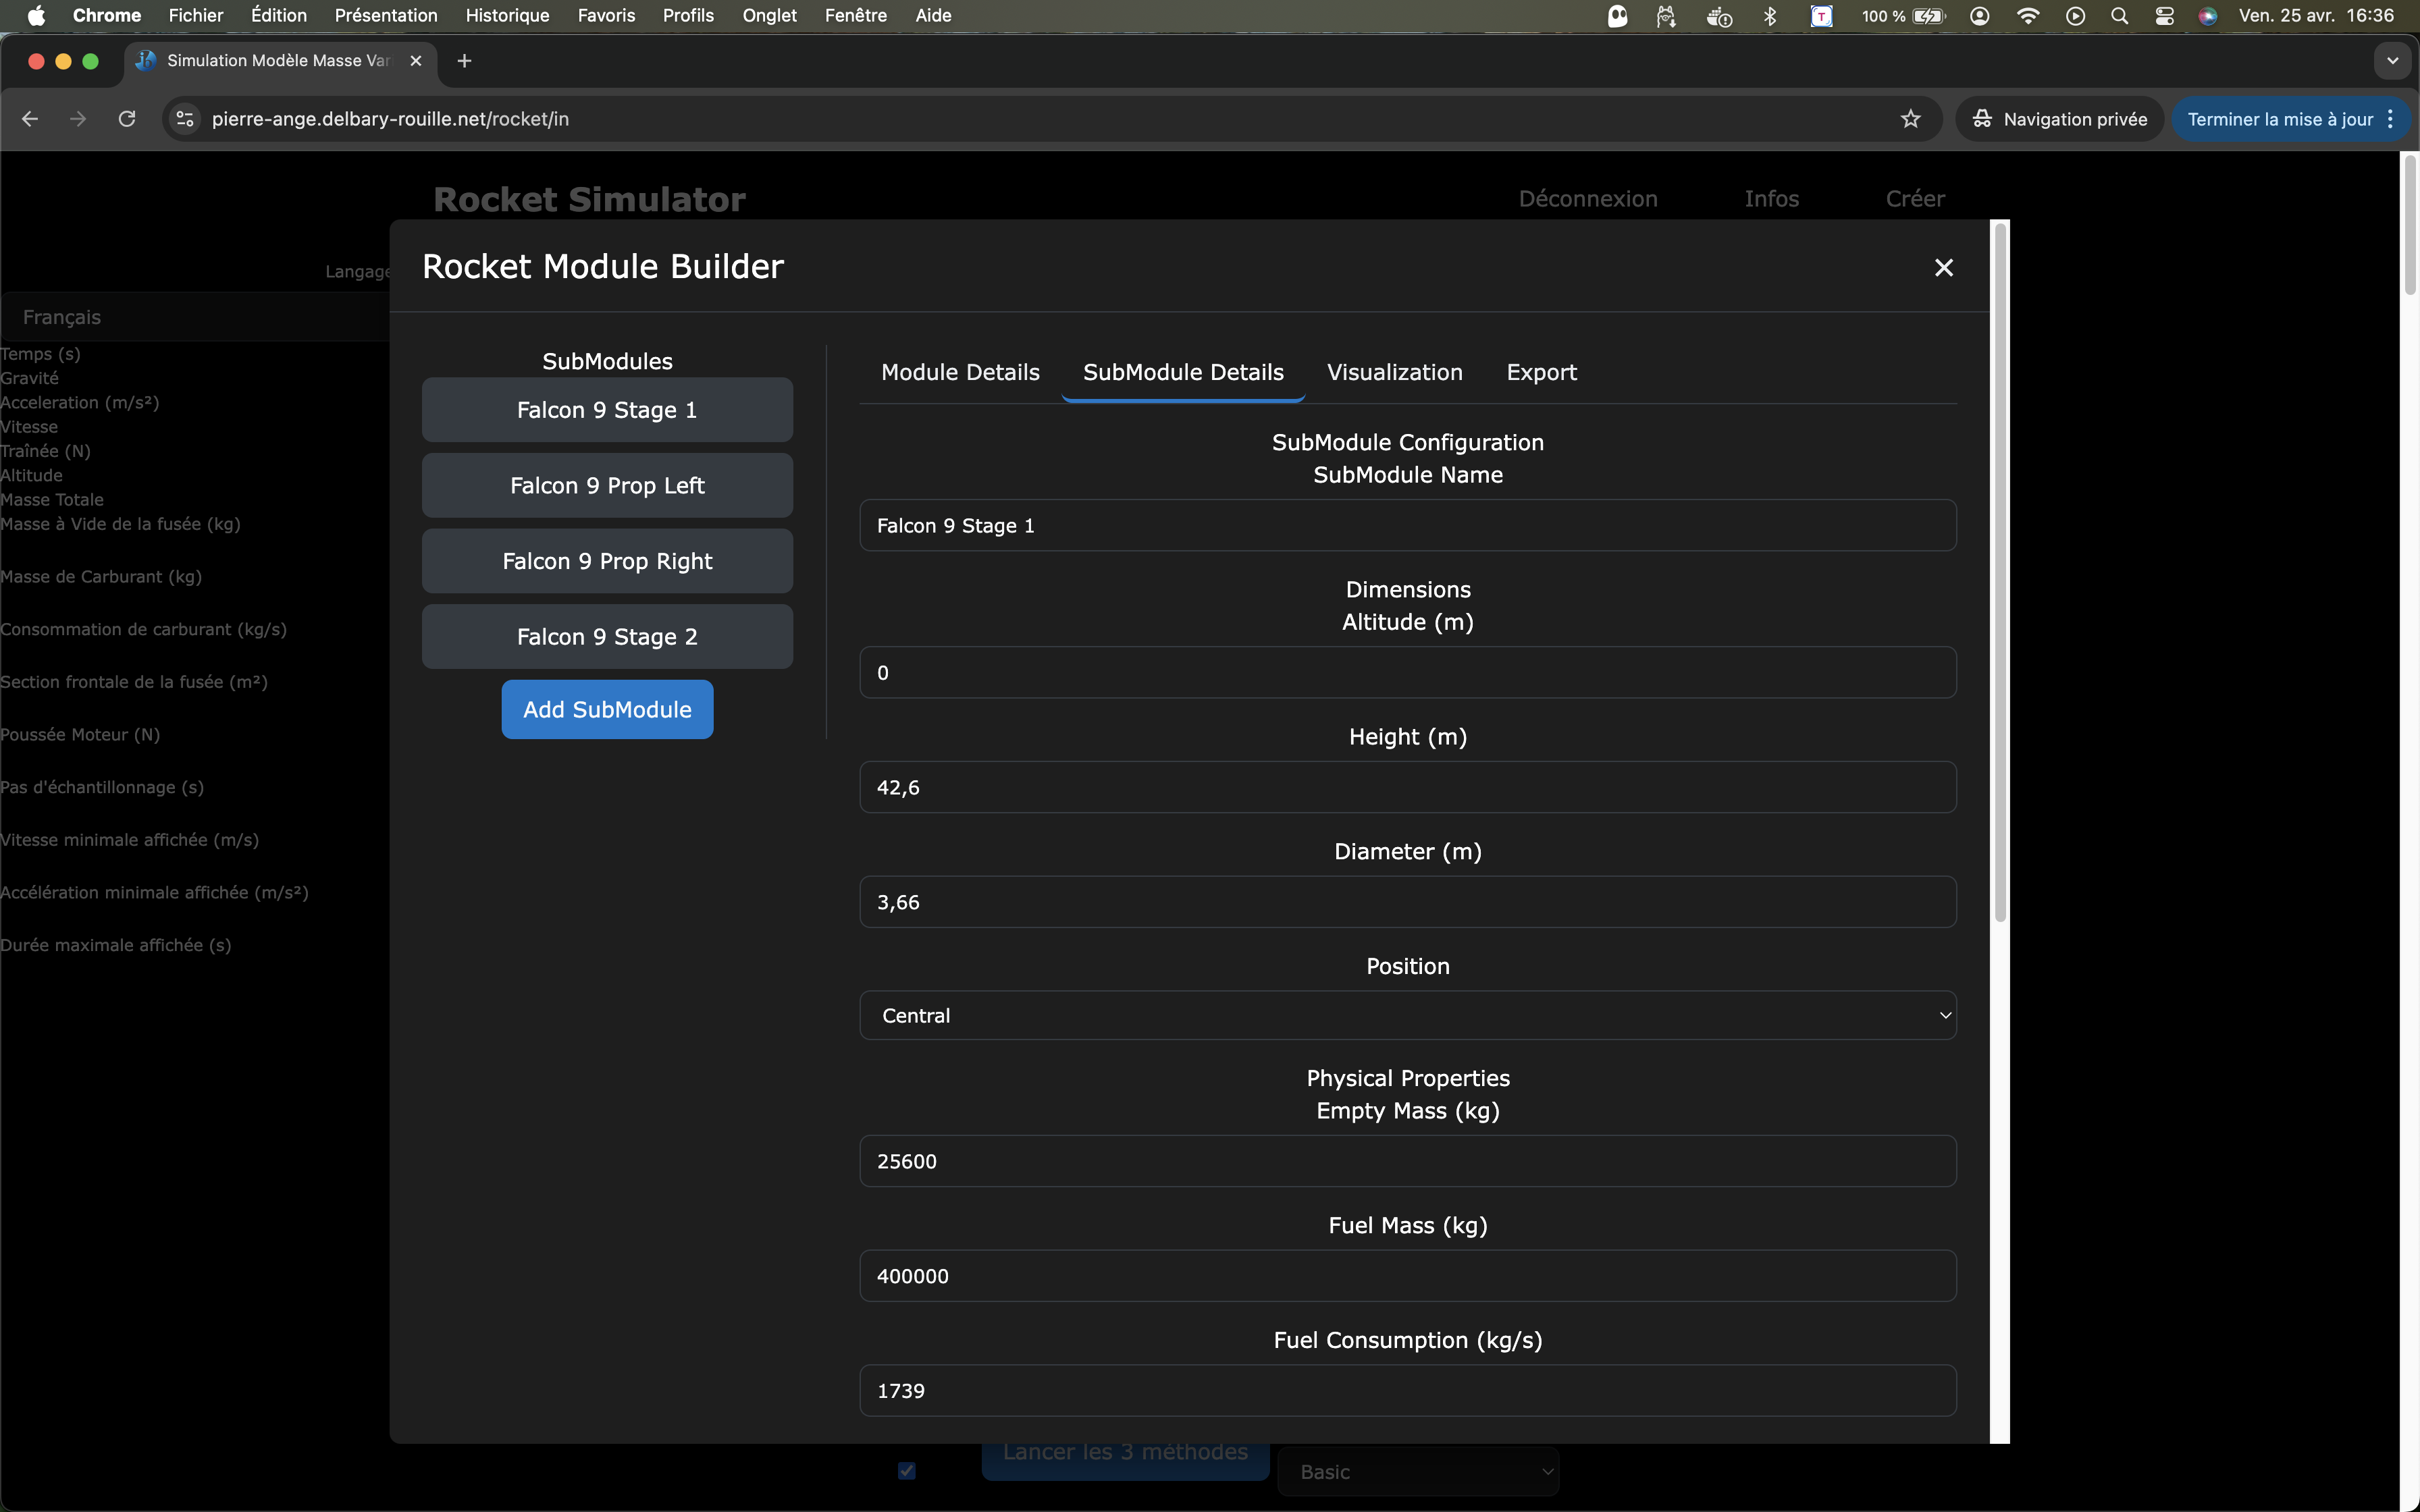 Chrome Fichier Édition Présentation Historique Favoris Profils Onglet Fenêtre Aide
T 100 % Ven. 25 avr. 16:36
Simulation Modèle Masse Var
pierre-ange.delbary-rouille.net/rocket/in
Navigation privée
Terminer la mise à jour
Rocket Simulator
Déconnexion Infos Créer
Langage
Français
Temps (s)
Gravité
Acceleration (m/s²)
Vitesse
Traînée (N)
Altitude
Masse Totale
Masse à Vide de la fusée (kg)
Masse de Carburant (kg)
Consommation de carburant (kg/s)
Section frontale de la fusée (m²)
Poussée Moteur (N)
Pas d'échantillonnage (s)
Vitesse minimale affichée (m/s)
Accélération minimale affichée (m/s²)
Durée maximale affichée (s)
Rocket Module Builder
SubModules
Falcon 9 Stage 1
Falcon 9 Prop Left
Falcon 9 Prop Right
Falcon 9 Stage 2
Add SubModule
Module Details SubModule Details Visualization Export
SubModule Configuration
SubModule Name
Falcon 9 Stage 1
Dimensions
Altitude (m)
0
Height (m)
42,6
Diameter (m)
3,66
Position
Central
Physical Properties
Empty Mass (kg)
25600
Fuel Mass (kg)
400000
Fuel Consumption (kg/s)
1739
Lancer les 3 méthodes
Basic